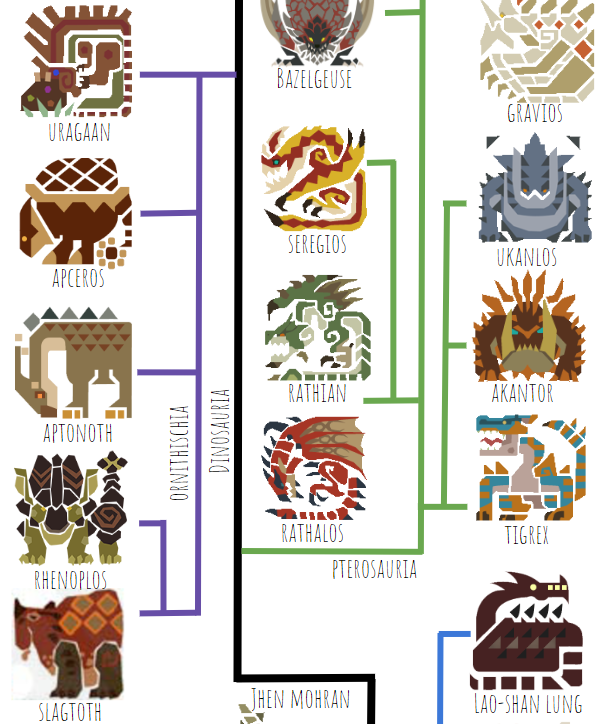 URAGAAN
APCEROS
APTONOTH
RHENOPLOS
SLAGTOTH
ORNITHISCHIA
DINOSAURIA
BAZELGEUSE
SEREGIOS
RATHIAN
RATHALOS
PTEROSAURIA
JHEN MOHRAN
GRAVIOS
UKANLOS
AKANTOR
TIGREX
LAO-SHAN LUNG